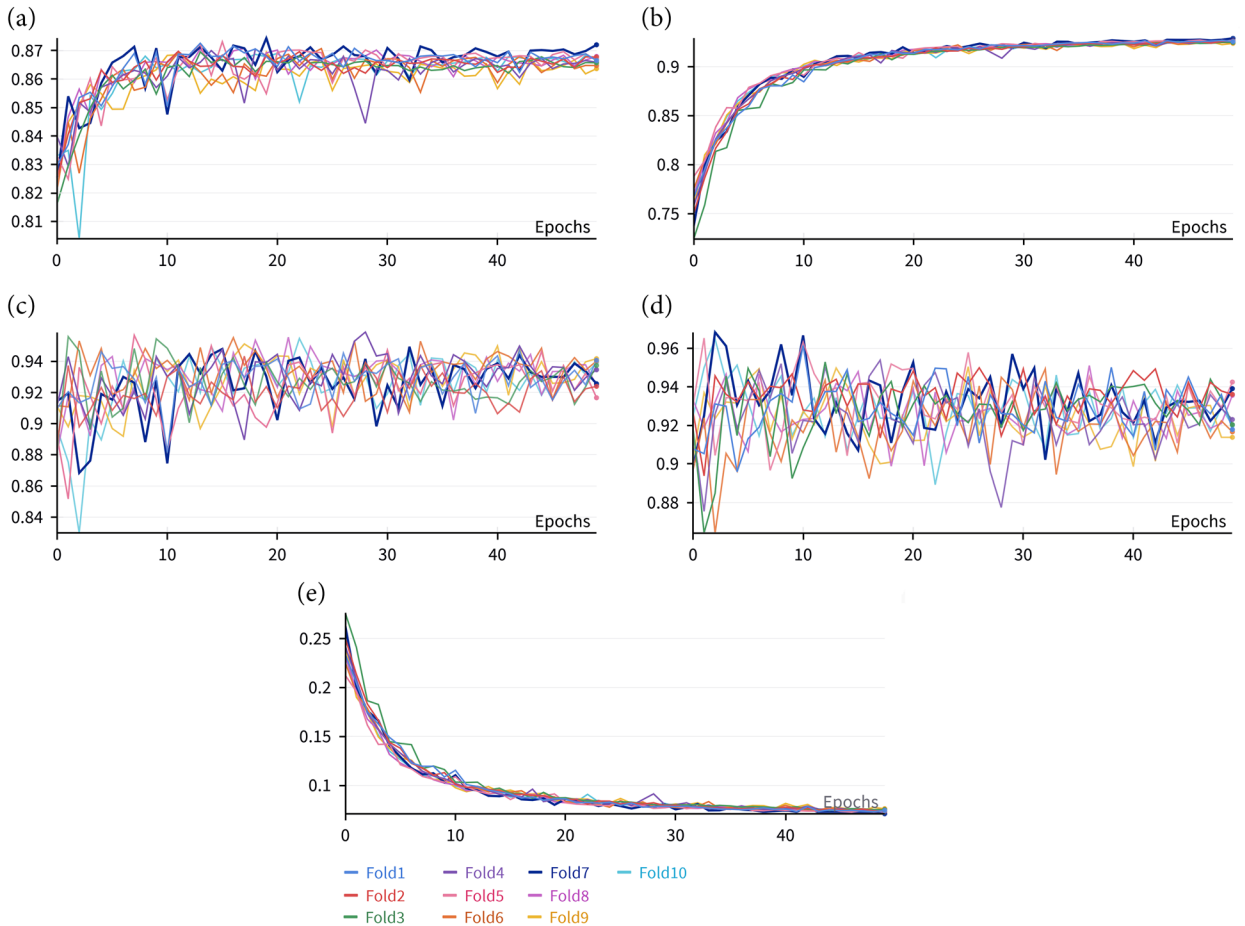 (a)
0.87
0.86
0.85
0.84
0.83
0.82
0.81
Epochs
0 10 20 30 40
(b)
0.9
0.85
0.8
0.75
Epochs
0 10 20 30 40
(c)
0.94
0.92
0.9
0.88
0.86
0.84
Epochs
0 10 20 30 40
(d)
0.96
0.94
0.92
0.9
0.88
Epochs
0 10 20 30 40
(e)
0.25
0.2
0.15
0.1
Epochs
0 10 20 30 40
Fold1 Fold4 Fold7 Fold10
Fold2 Fold5 Fold8
Fold3 Fold6 Fold9